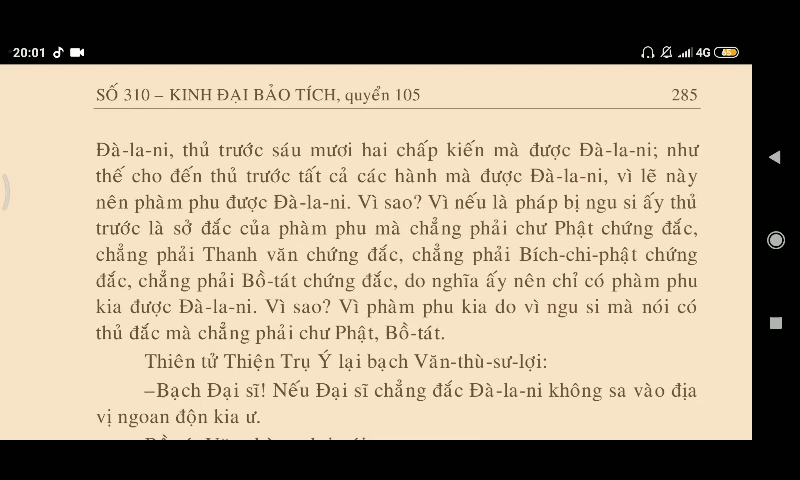 20:01
4G
65
SỐ 310 – KINH ĐẠI BẢO TÍCH, quyển 105 285
Đà-la-ni, thủ trước sáu mươi hai chấp kiến mà được Đà-la-ni; như
thế cho đến thủ trước tất cả các hành mà được Đà-la-ni, vì lẽ này
nên phàm phu được Đà-la-ni. Vì sao? Vì nếu là pháp bị ngu si ấy thủ
trước là sở đắc của phàm phu mà chẳng phải chư Phật chứng đắc,
chẳng phải Thanh văn chứng đắc, chẳng phải Bích-chi-phật chứng
đắc, chẳng phải Bồ-tát chứng đắc, do nghĩa ấy nên chỉ có phàm phu
kia được Đà-la-ni. Vì sao? Vì phàm phu kia do vì ngu si mà nói có
thủ đắc mà chẳng phải chư Phật, Bồ-tát.
Thiên tử Thiện Trụ Ý lại bạch Văn-thù-sư-lợi:
–Bạch Đại sĩ! Nếu Đại sĩ chẳng đắc Đà-la-ni không sa vào địa
vị ngoan độn kia ư.